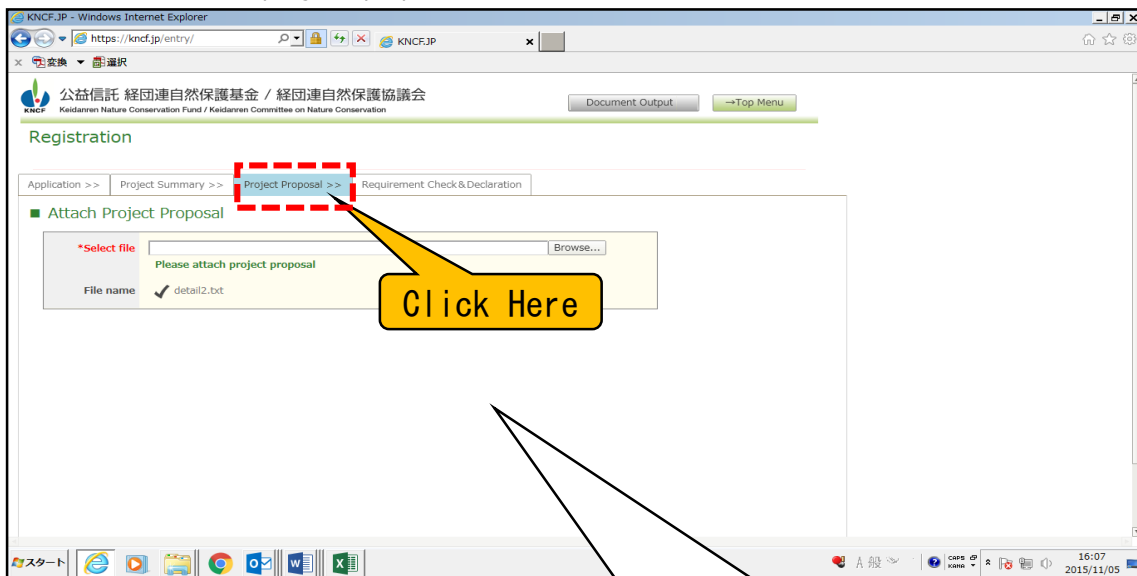 KNCF.JP - Windows Internet Explorer
https://kncf.jp/entry/
KNCF.JP
変換 選択
KNCF
公益信託 経団連自然保護基金 / 経団連自然保護協議会
Keidanren Nature Conservation Fund / Keidanren Committee on Nature Conservation
Document Output
→Top Menu
Registration
Application >>
Project Summary >>
Project Proposal >>
Requirement Check&Declaration
■ Attach Project Proposal
*Select file
Browse...
Please attach project proposal
File name
detail2.txt
Click Here
スタート
A 般
CAPS
KANA
16:07
2015/11/05